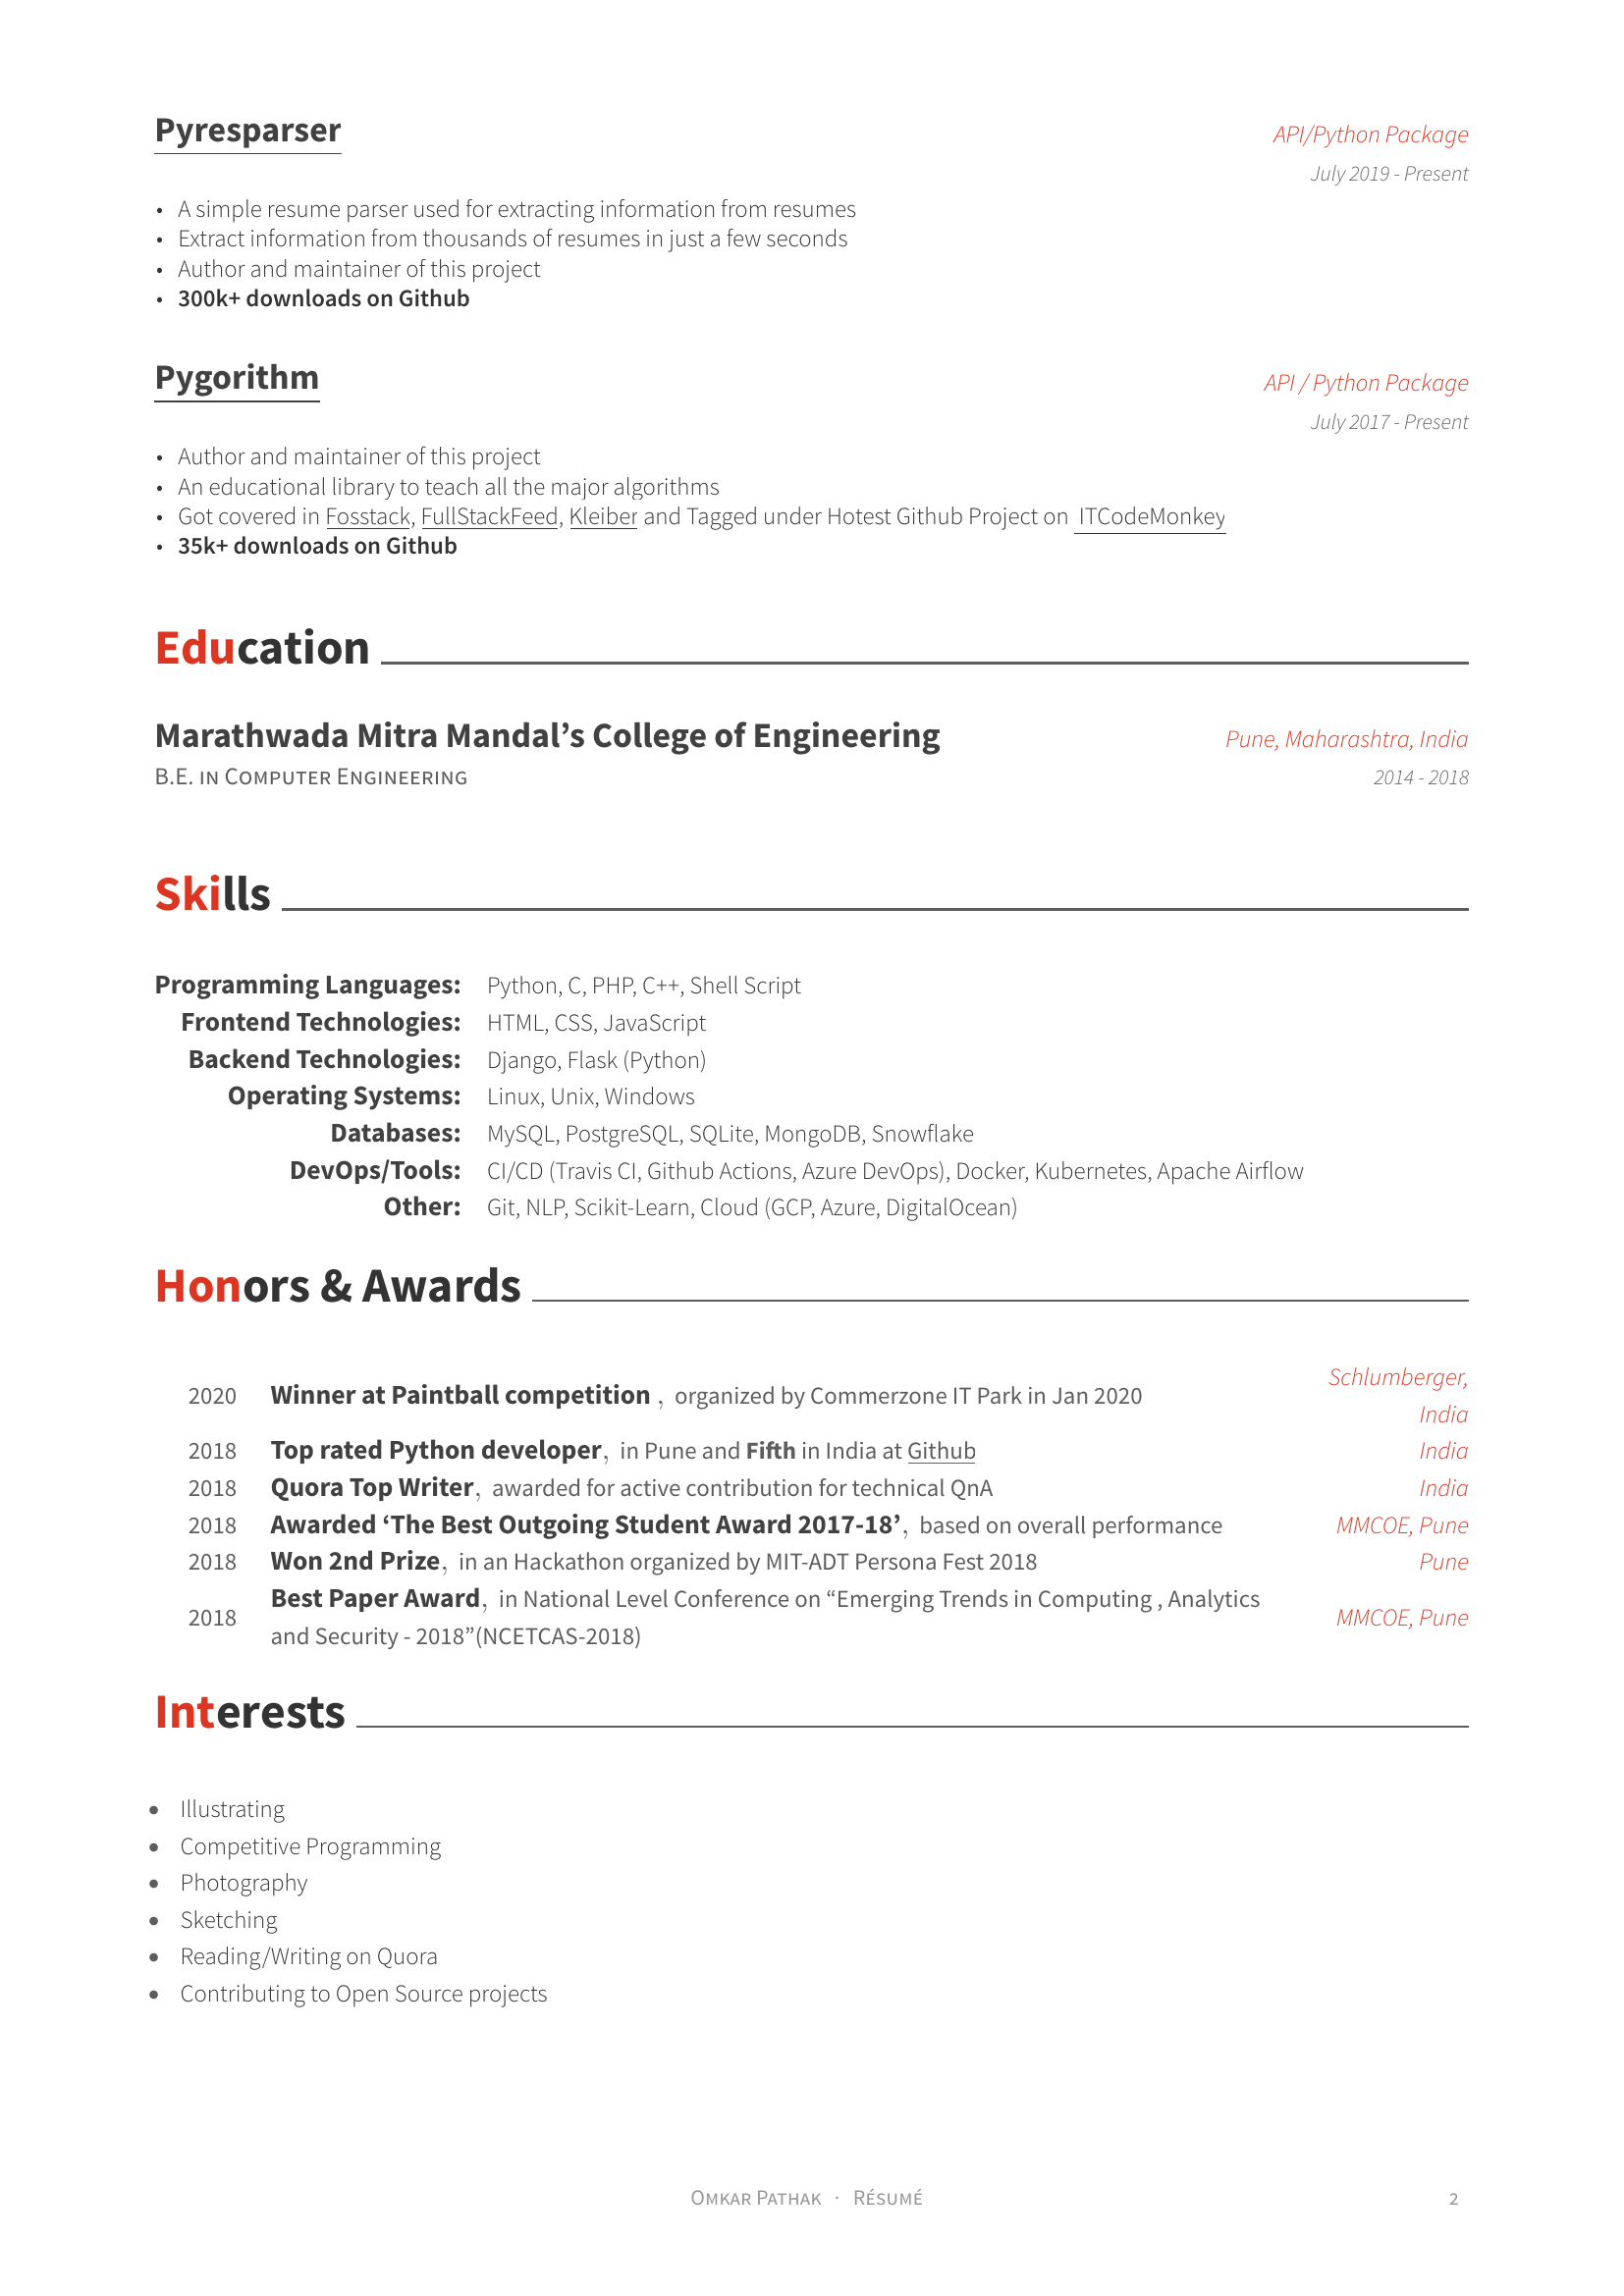 Pyresparser API/Python Package
July 2019 - Present
• A simple resume parser used for extracting information from resumes
• Extract information from thousands of resumes in just a few seconds
• Author and maintainer of this project
• 300k+ downloads on Github
Pygorithm API / Python Package
July 2017 - Present
• Author and maintainer of this project
• An educational library to teach all the major algorithms
• Got covered in Fosstack, FullStackFeed, Kleiber and Tagged under Hotest Github Project on ITCodeMonkey
• 35k+ downloads on Github
Education
Marathwada Mitra Mandal’s College of Engineering Pune, Maharashtra, India
B.E. in Computer Engineering 2014 - 2018
Skills
Programming Languages: Python, C, PHP, C++, Shell Script
Frontend Technologies: HTML, CSS, JavaScript
Backend Technologies: Django, Flask (Python)
Operating Systems: Linux, Unix, Windows
Databases: MySQL, PostgreSQL, SQLite, MongoDB, Snowflake
DevOps/Tools: CI/CD (Travis CI, Github Actions, Azure DevOps), Docker, Kubernetes, Apache Airflow
Other: Git, NLP, Scikit-Learn, Cloud (GCP, Azure, DigitalOcean)
Honors & Awards
2020 Winner at Paintball competition , organized by Commerzone IT Park in Jan 2020 Schlumberger,
India
2018 Top rated Python developer, in Pune and Fifth in India at Github India
2018 Quora Top Writer, awarded for active contribution for technical QnA India
2018 Awarded ‘The Best Outgoing Student Award 2017-18’, based on overall performance MMCOE, Pune
2018 Won 2nd Prize, in an Hackathon organized by MIT-ADT Persona Fest 2018 Pune
2018 Best Paper Award, in National Level Conference on “Emerging Trends in Computing , Analytics MMCOE, Pune
and Security - 2018”(NCETCAS-2018)
Interests
• Illustrating
• Competitive Programming
• Photography
• Sketching
• Reading/Writing on Quora
• Contributing to Open Source projects
Omkar Pathak · Résumé 2